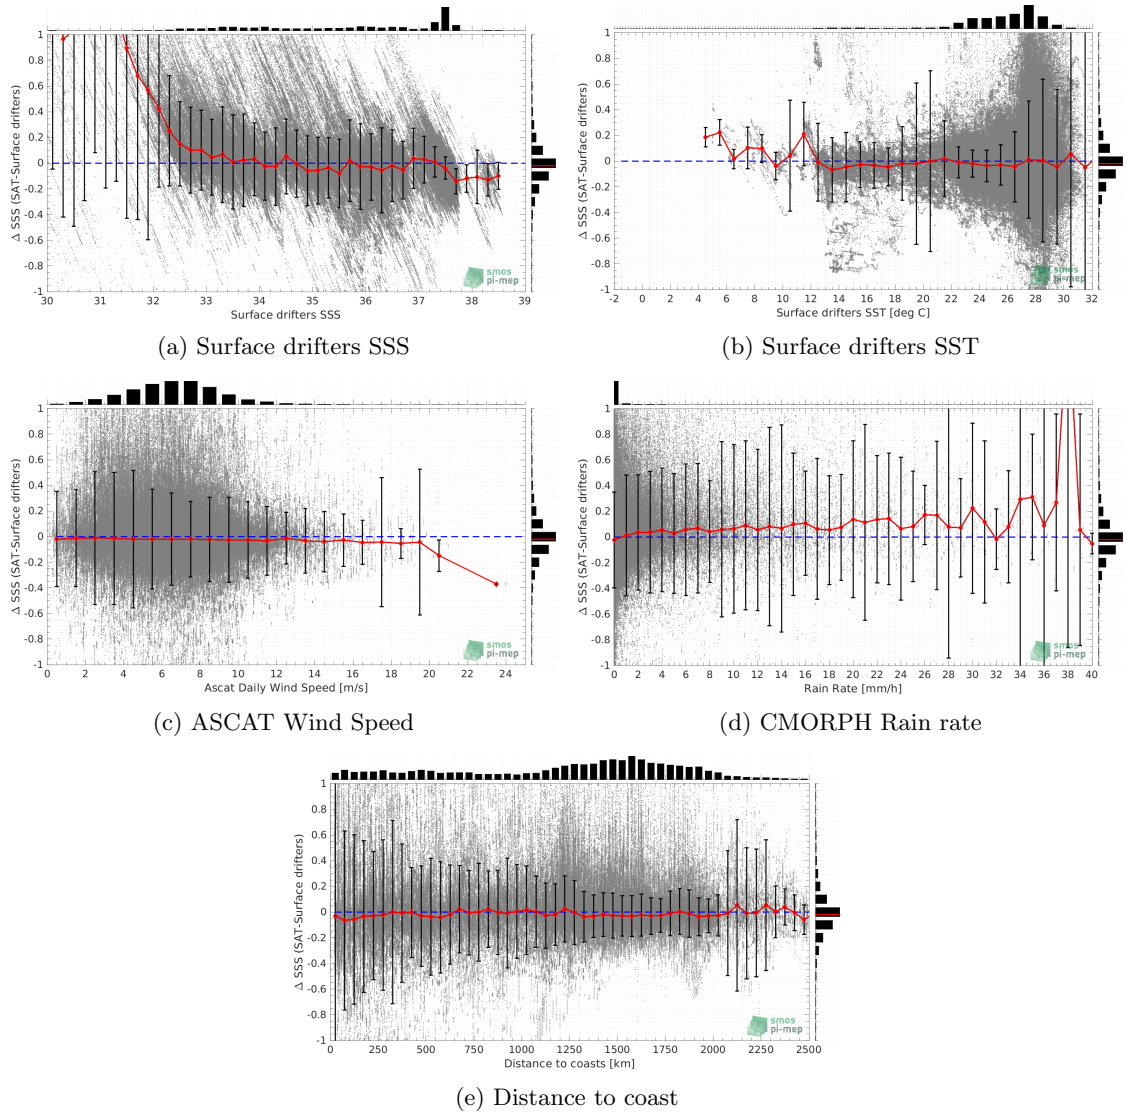 Δ SSS (SAT-Surface drifters)
1
0.8
0.6
0.4
0.2
0
-0.2
-0.4
-0.6
-0.8
-1
30 31 32 33 34 35 36 37 38 39
Surface drifters SSS
smos
pi-mep
(a) Surface drifters SSS
Δ SSS (SAT-Surface drifters)
1
0.8
0.6
0.4
0.2
0
-0.2
-0.4
-0.6
-0.8
-1
-2 0 2 4 6 8 10 12 14 16 18 20 22 24 26 28 30 32
Surface drifters SST [deg C]
smos
pi-mep
(b) Surface drifters SST
Δ SSS (SAT-Surface drifters)
1
0.8
0.6
0.4
0.2
0
-0.2
-0.4
-0.6
-0.8
-1
0 2 4 6 8 10 12 14 16 18 20 22 24
Ascat Daily Wind Speed [m/s]
smos
pi-mep
(c) ASCAT Wind Speed
Δ SSS (SAT-Surface drifters)
1
0.8
0.6
0.4
0.2
0
-0.2
-0.4
-0.6
-0.8
-1
0 2 4 6 8 10 12 14 16 18 20 22 24 26 28 30 32 34 36 38 40
Rain Rate [mm/h]
smos
pi-mep
(d) CMORPH Rain rate
Δ SSS (SAT-Surface drifters)
1
0.8
0.6
0.4
0.2
0
-0.2
-0.4
-0.6
-0.8
-1
0 250 500 750 1000 1250 1500 1750 2000 2250 2500
Distance to coasts [km]
smos
pi-mep
(e) Distance to coast